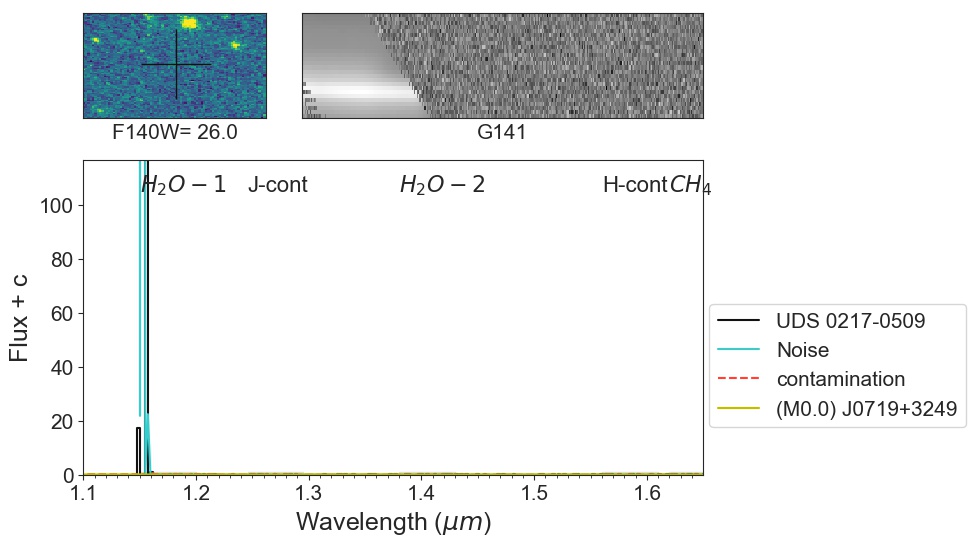 F140W= 26.0
G141
H₂O − 1 J-cont H₂O − 2 H-cont CH₄
Flux + c
100
80
60
40
20
0
1.1 1.2 1.3 1.4 1.5 1.6
Wavelength (μm)
UDS 0217-0509
Noise
contamination
(M0.0) J0719+3249